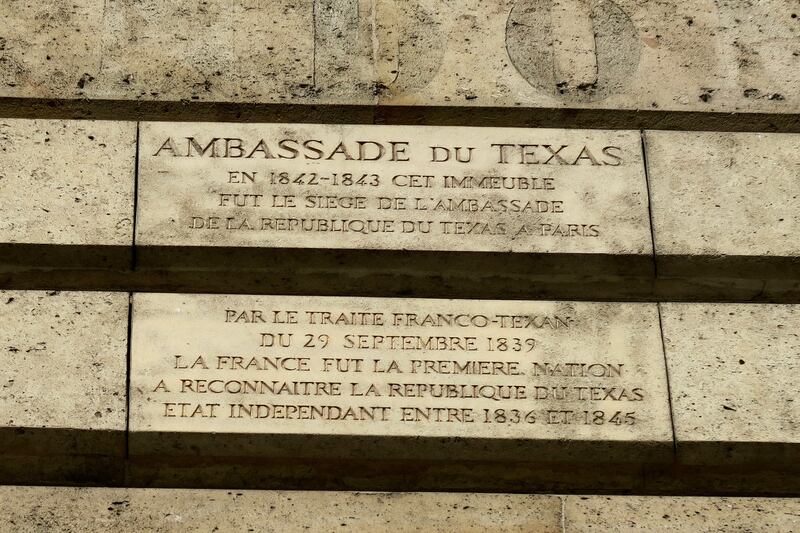 DO
AMBASSADE DU TEXAS
EN 1842-1843 CET IMMEUBLE
FUT LE SIEGE DE L'AMBASSADE
DE LA REPUBLIQUE DU TEXAS A PARIS
PAR LE TRAITE FRANCO-TEXAN
DU 29 SEPTEMBRE 1839
LA FRANCE FUT LA PREMIERE NATION
A RECONNAITRE LA REPUBLIQUE DU TEXAS
ETAT INDEPENDANT ENTRE 1836 ET 1845